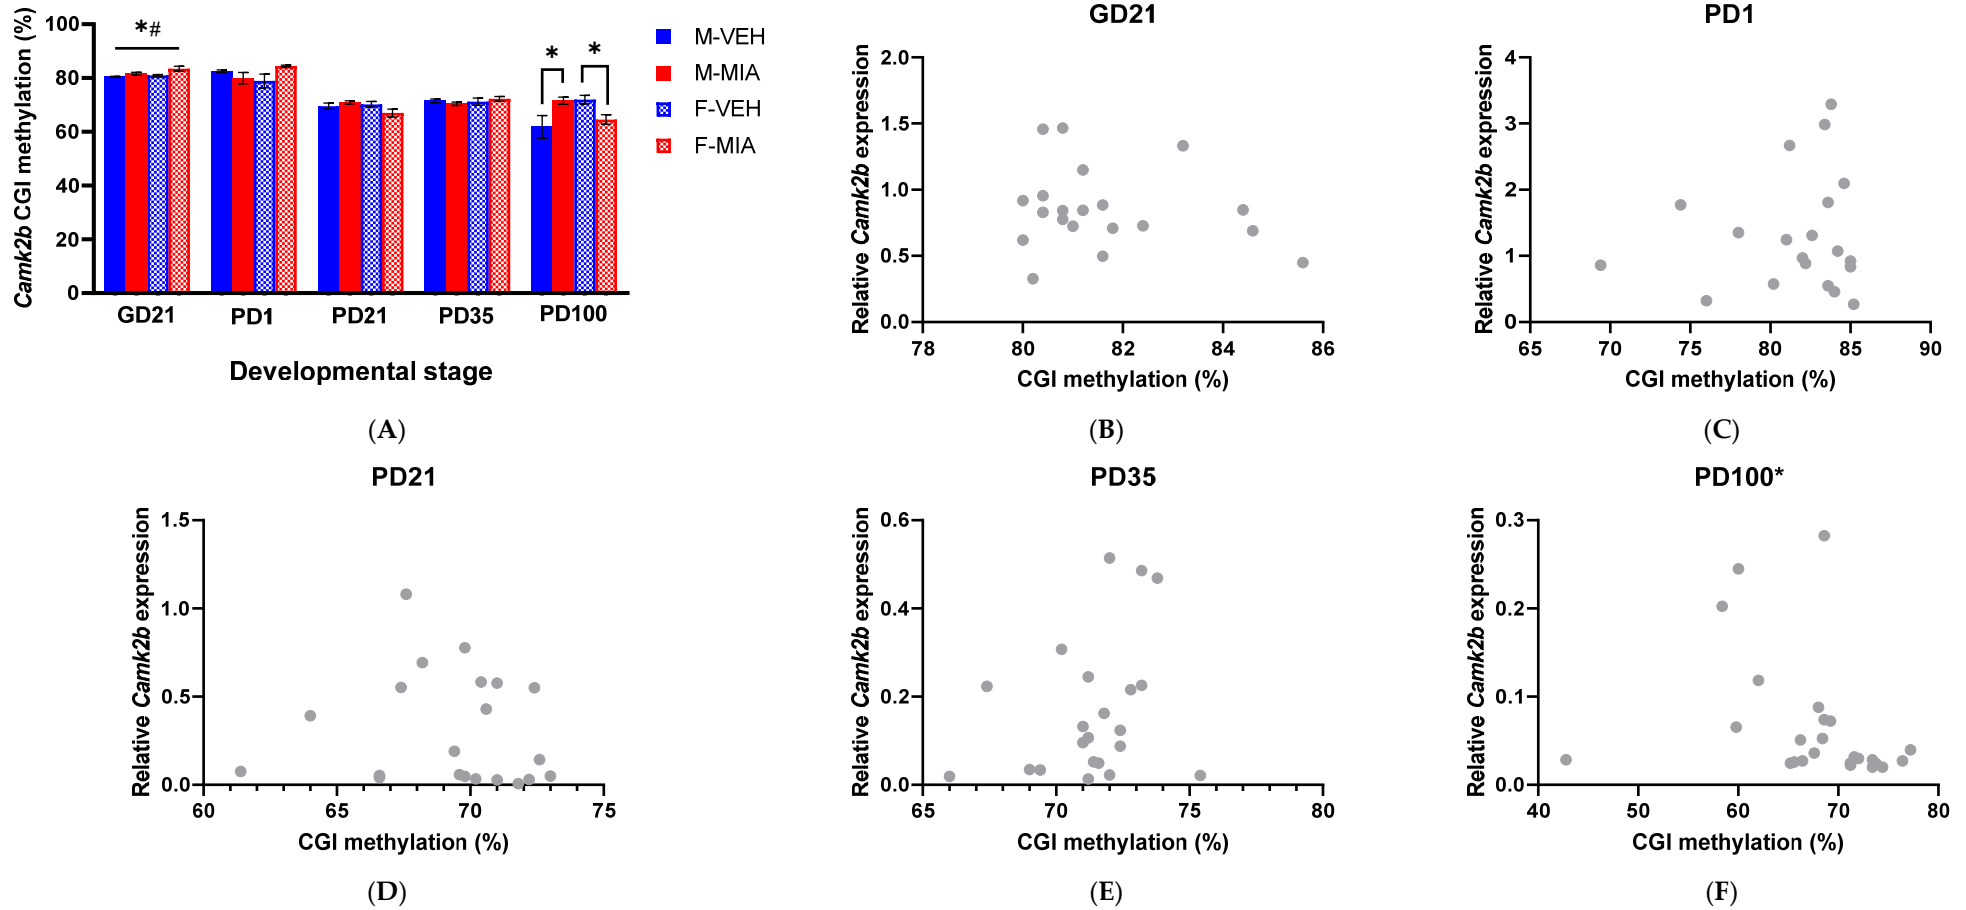 Camk2b CGI methylation (%)
100
80
60
40
20
0
*#
*
*
GD21 PD1 PD21 PD35 PD100
Developmental stage
M-VEH
M-MIA
F-VEH
F-MIA
(A)
GD21
Relative Camk2b expression
2.0
1.5
1.0
0.5
0.0
78 80 82 84 86
CGI methylation (%)
(B)
PD1
Relative Camk2b expression
4
3
2
1
0
65 70 75 80 85 90
CGI methylation (%)
(C)
PD21
Relative Camk2b expression
1.5
1.0
0.5
0.0
60 65 70 75
CGI methylation (%)
(D)
PD35
Relative Camk2b expression
0.6
0.4
0.2
0.0
65 70 75 80
CGI methylation (%)
(E)
PD100*
Relative Camk2b expression
0.3
0.2
0.1
0.0
40 50 60 70 80
CGI methylation (%)
(F)